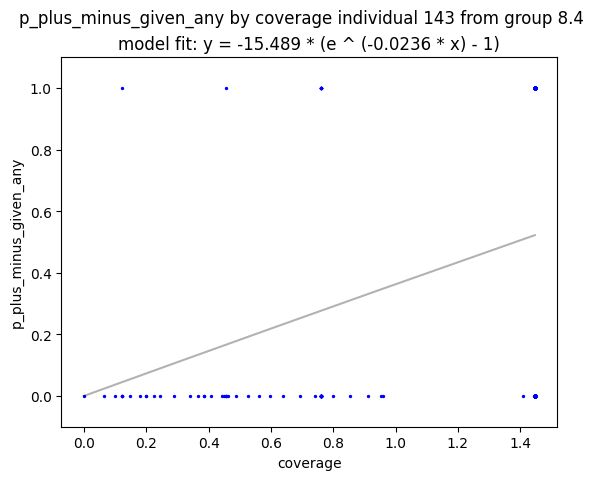 p_plus_minus_given_any by coverage individual 143 from group 8.4
model fit: y = -15.489 * (e ^ (-0.0236 * x) - 1)
1.0
0.8
0.6
0.4
0.2
0.0
p_plus_minus_given_any
0.0 0.2 0.4 0.6 0.8 1.0 1.2 1.4
coverage